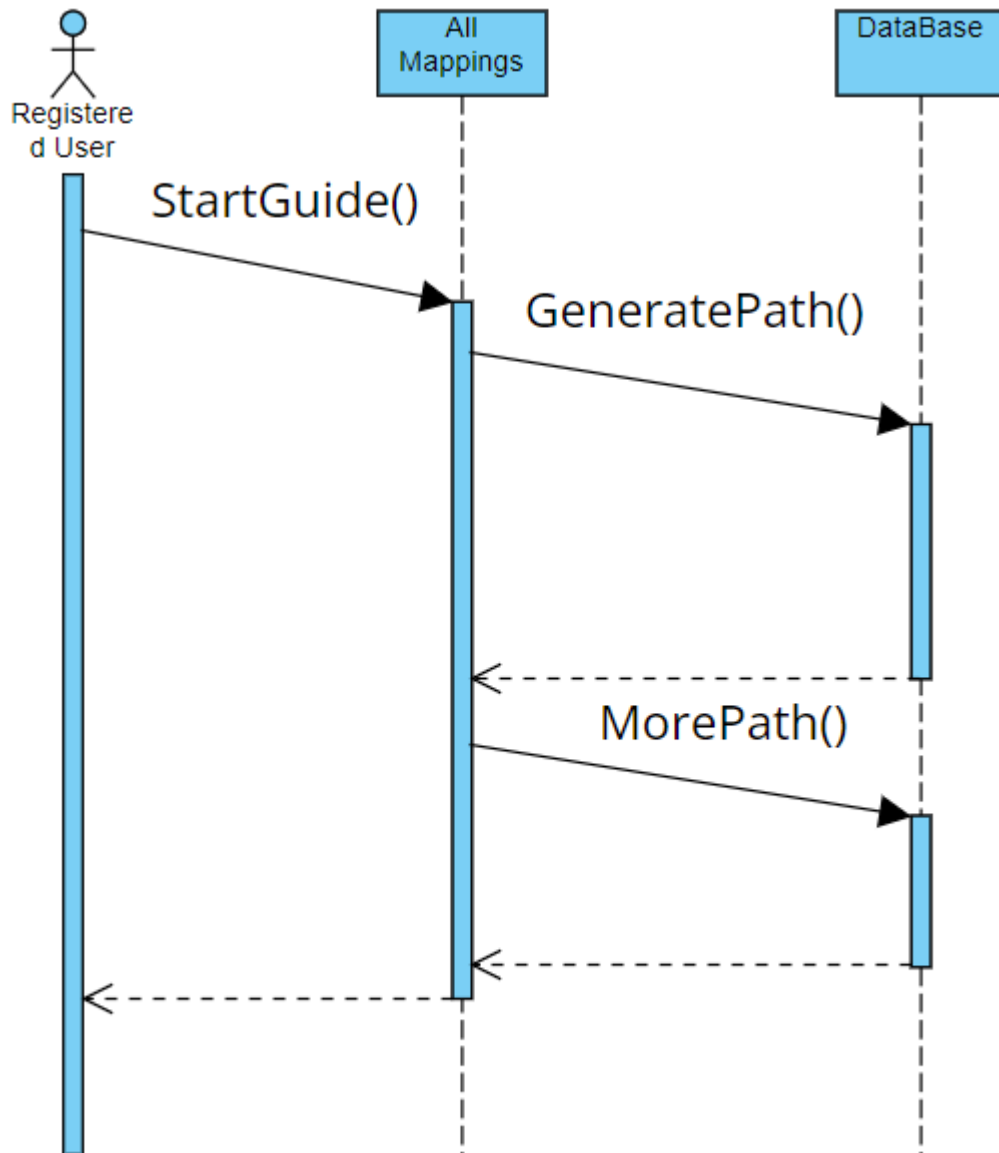 Registere
d User
All
Mappings
DataBase
StartGuide()
GeneratePath()
MorePath()